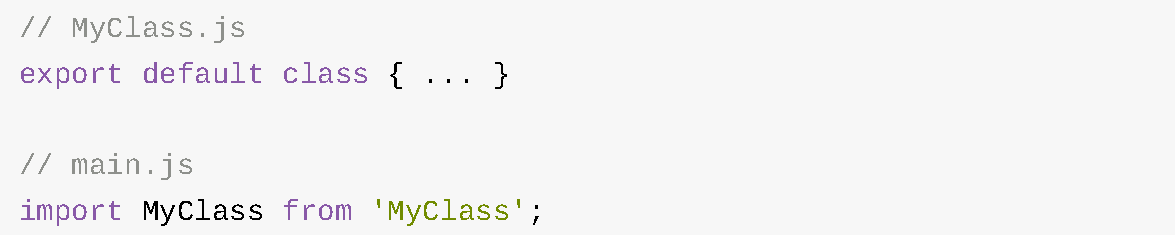 // MyClass.js
export default class { ... }
// main.js
import MyClass from 'MyClass';